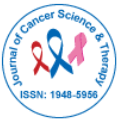 Journal of Cancer Science & Therapy
ISSN: 1948-5956